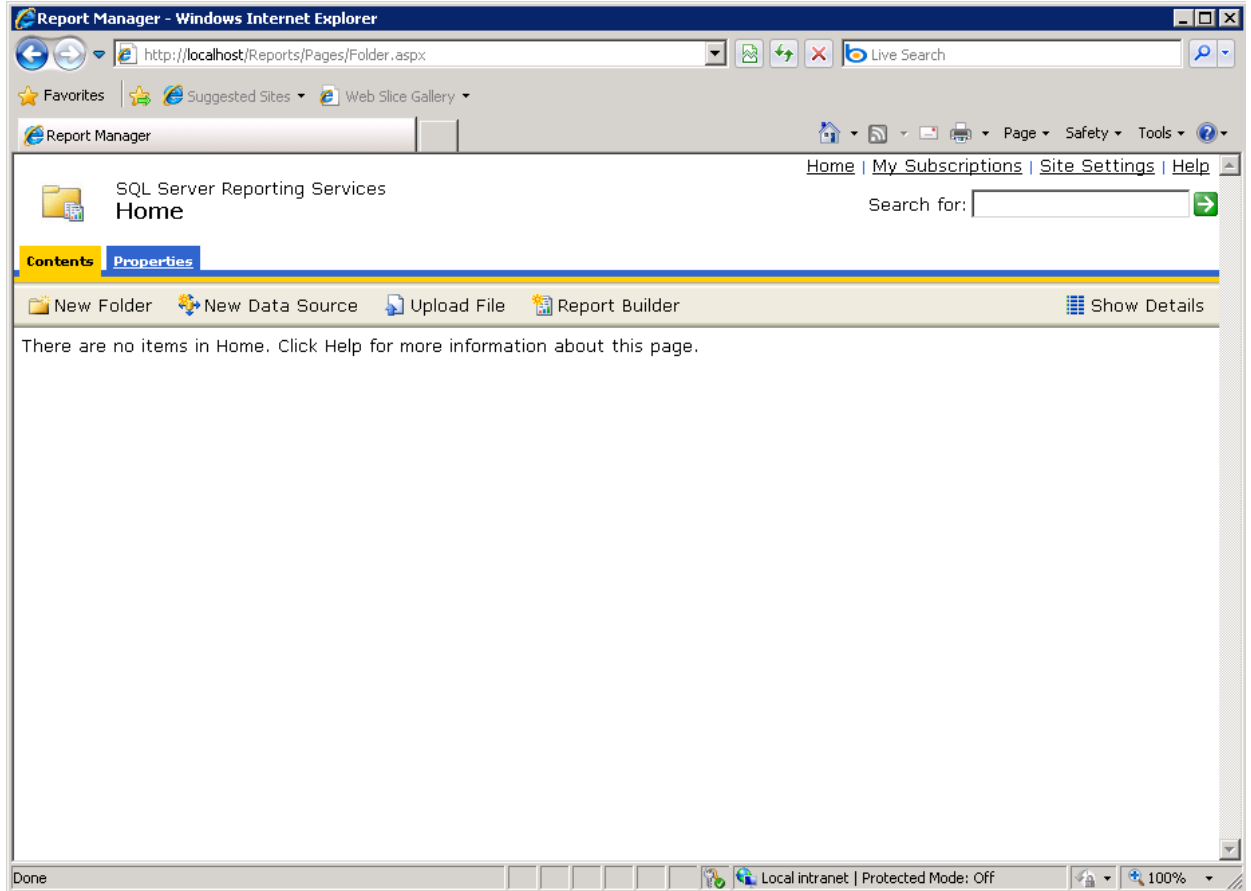 Report Manager - Windows Internet Explorer
http://localhost/Reports/Pages/Folder.aspx
Live Search
Favorites Suggested Sites Web Slice Gallery
Report Manager
Page Safety Tools
Home | My Subscriptions | Site Settings | Help
SQL Server Reporting Services
Home
Search for:
Contents Properties
New Folder New Data Source Upload File Report Builder Show Details
There are no items in Home. Click Help for more information about this page.
Done Local intranet | Protected Mode: Off 100%